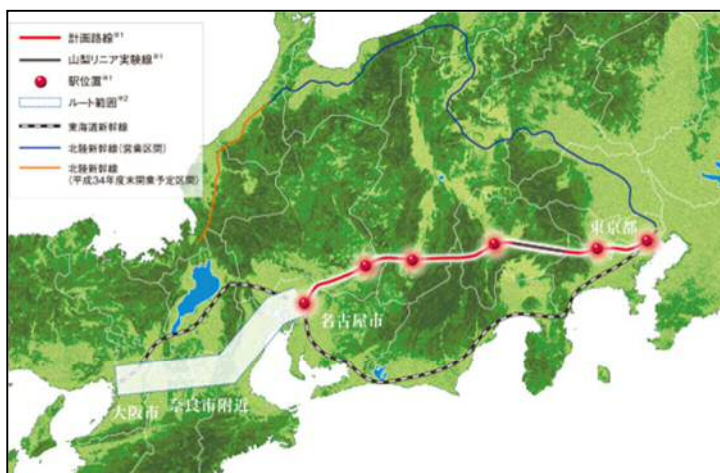 計画路線※1
山梨リニア実験線※1
駅位置※1
ルート範囲※2
東海道新幹線
北陸新幹線(営業区間)
北陸新幹線
(平成34年度末開業予定区間)
東京都
名古屋市
大阪市
奈良市附近